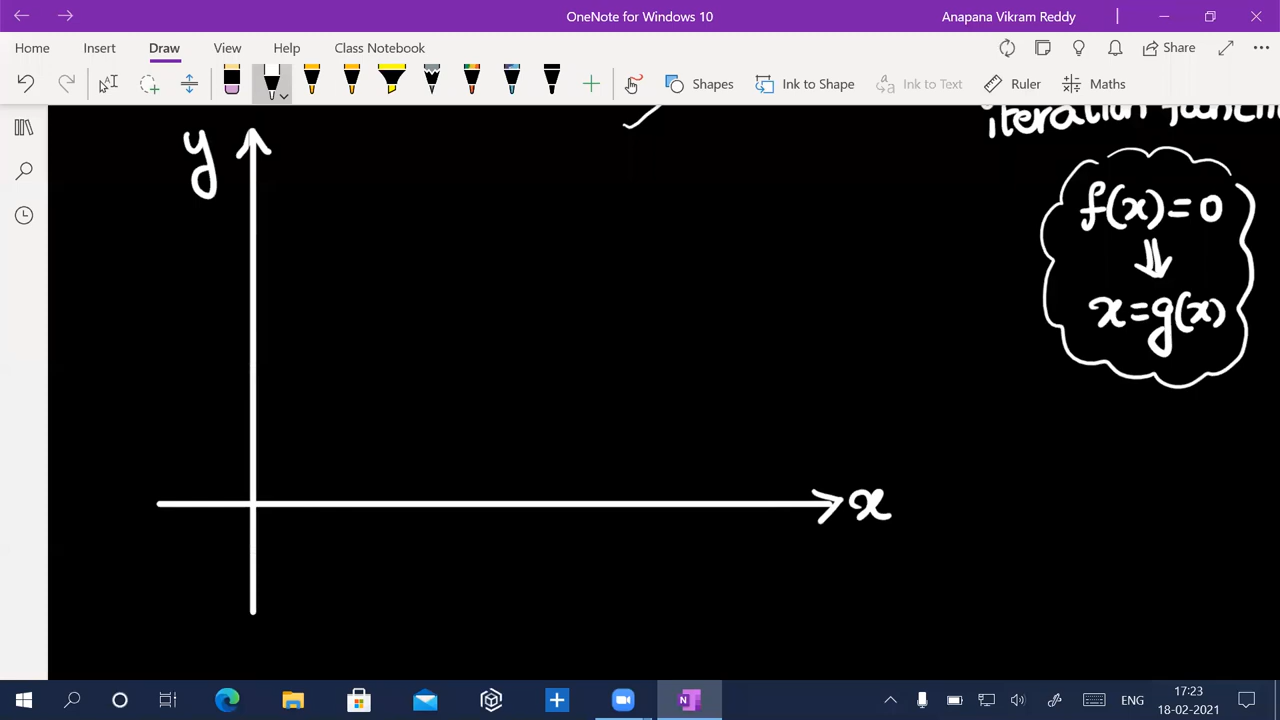 OneNote for Windows 10
Anapana Vikram Reddy
Home Insert Draw View Help Class Notebook
Share
Shapes Ink to Shape Ink to Text Ruler Maths
iteration
y
f(x)=0
⇓
x=g(x)
x
N
ENG
17:23
18-02-2021